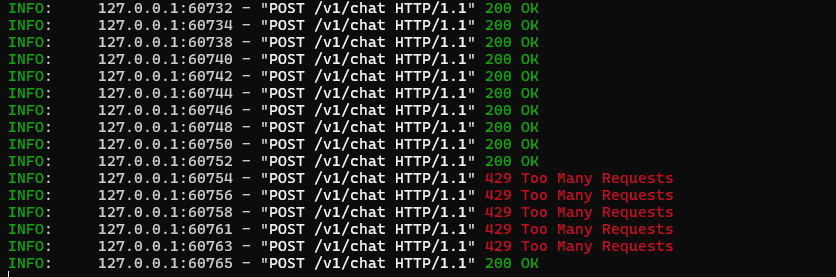 INFO:     127.0.0.1:60732 - "POST /v1/chat HTTP/1.1" 200 OK
INFO:     127.0.0.1:60734 - "POST /v1/chat HTTP/1.1" 200 OK
INFO:     127.0.0.1:60738 - "POST /v1/chat HTTP/1.1" 200 OK
INFO:     127.0.0.1:60740 - "POST /v1/chat HTTP/1.1" 200 OK
INFO:     127.0.0.1:60742 - "POST /v1/chat HTTP/1.1" 200 OK
INFO:     127.0.0.1:60744 - "POST /v1/chat HTTP/1.1" 200 OK
INFO:     127.0.0.1:60746 - "POST /v1/chat HTTP/1.1" 200 OK
INFO:     127.0.0.1:60748 - "POST /v1/chat HTTP/1.1" 200 OK
INFO:     127.0.0.1:60750 - "POST /v1/chat HTTP/1.1" 200 OK
INFO:     127.0.0.1:60752 - "POST /v1/chat HTTP/1.1" 200 OK
INFO:     127.0.0.1:60754 - "POST /v1/chat HTTP/1.1" 429 Too Many Requests
INFO:     127.0.0.1:60756 - "POST /v1/chat HTTP/1.1" 429 Too Many Requests
INFO:     127.0.0.1:60758 - "POST /v1/chat HTTP/1.1" 429 Too Many Requests
INFO:     127.0.0.1:60761 - "POST /v1/chat HTTP/1.1" 429 Too Many Requests
INFO:     127.0.0.1:60763 - "POST /v1/chat HTTP/1.1" 429 Too Many Requests
INFO:     127.0.0.1:60765 - "POST /v1/chat HTTP/1.1" 200 OK